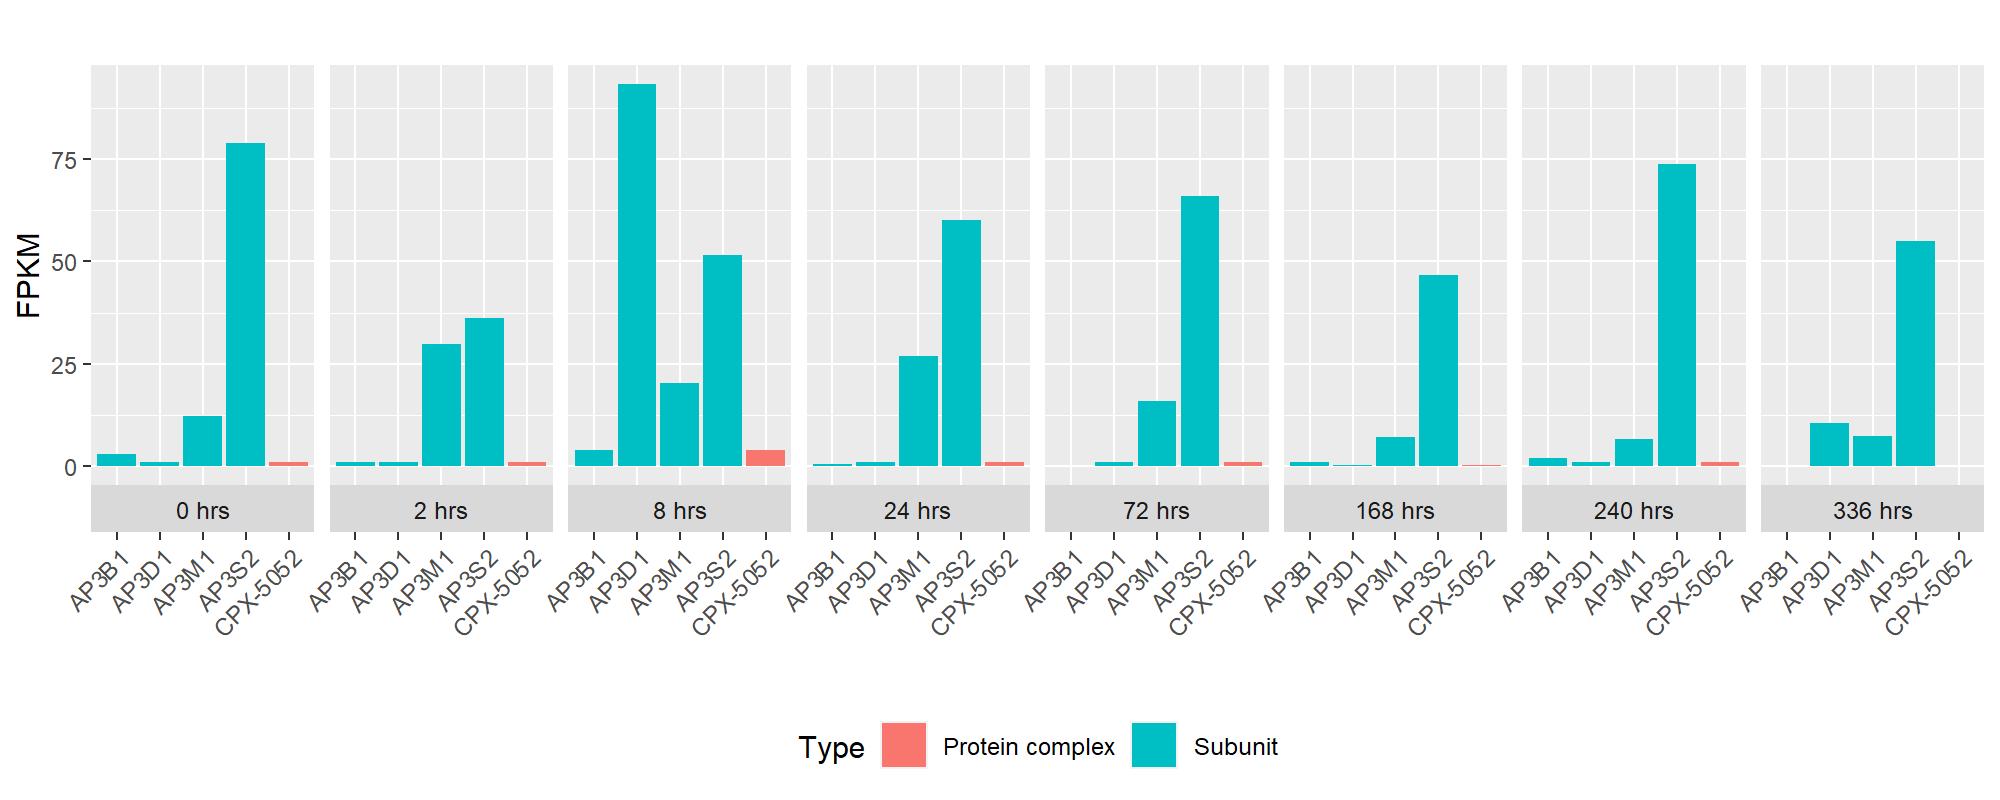 FPKM
75
50
25
0
0 hrs
2 hrs
8 hrs
24 hrs
72 hrs
168 hrs
240 hrs
336 hrs
AP3B1
AP3D1
AP3M1
AP3S2
CPX-5052
AP3B1
AP3D1
AP3M1
AP3S2
CPX-5052
AP3B1
AP3D1
AP3M1
AP3S2
CPX-5052
AP3B1
AP3D1
AP3M1
AP3S2
CPX-5052
AP3B1
AP3D1
AP3M1
AP3S2
CPX-5052
AP3B1
AP3D1
AP3M1
AP3S2
CPX-5052
AP3B1
AP3D1
AP3M1
AP3S2
CPX-5052
AP3B1
AP3D1
AP3M1
AP3S2
CPX-5052
Type
Protein complex
Subunit